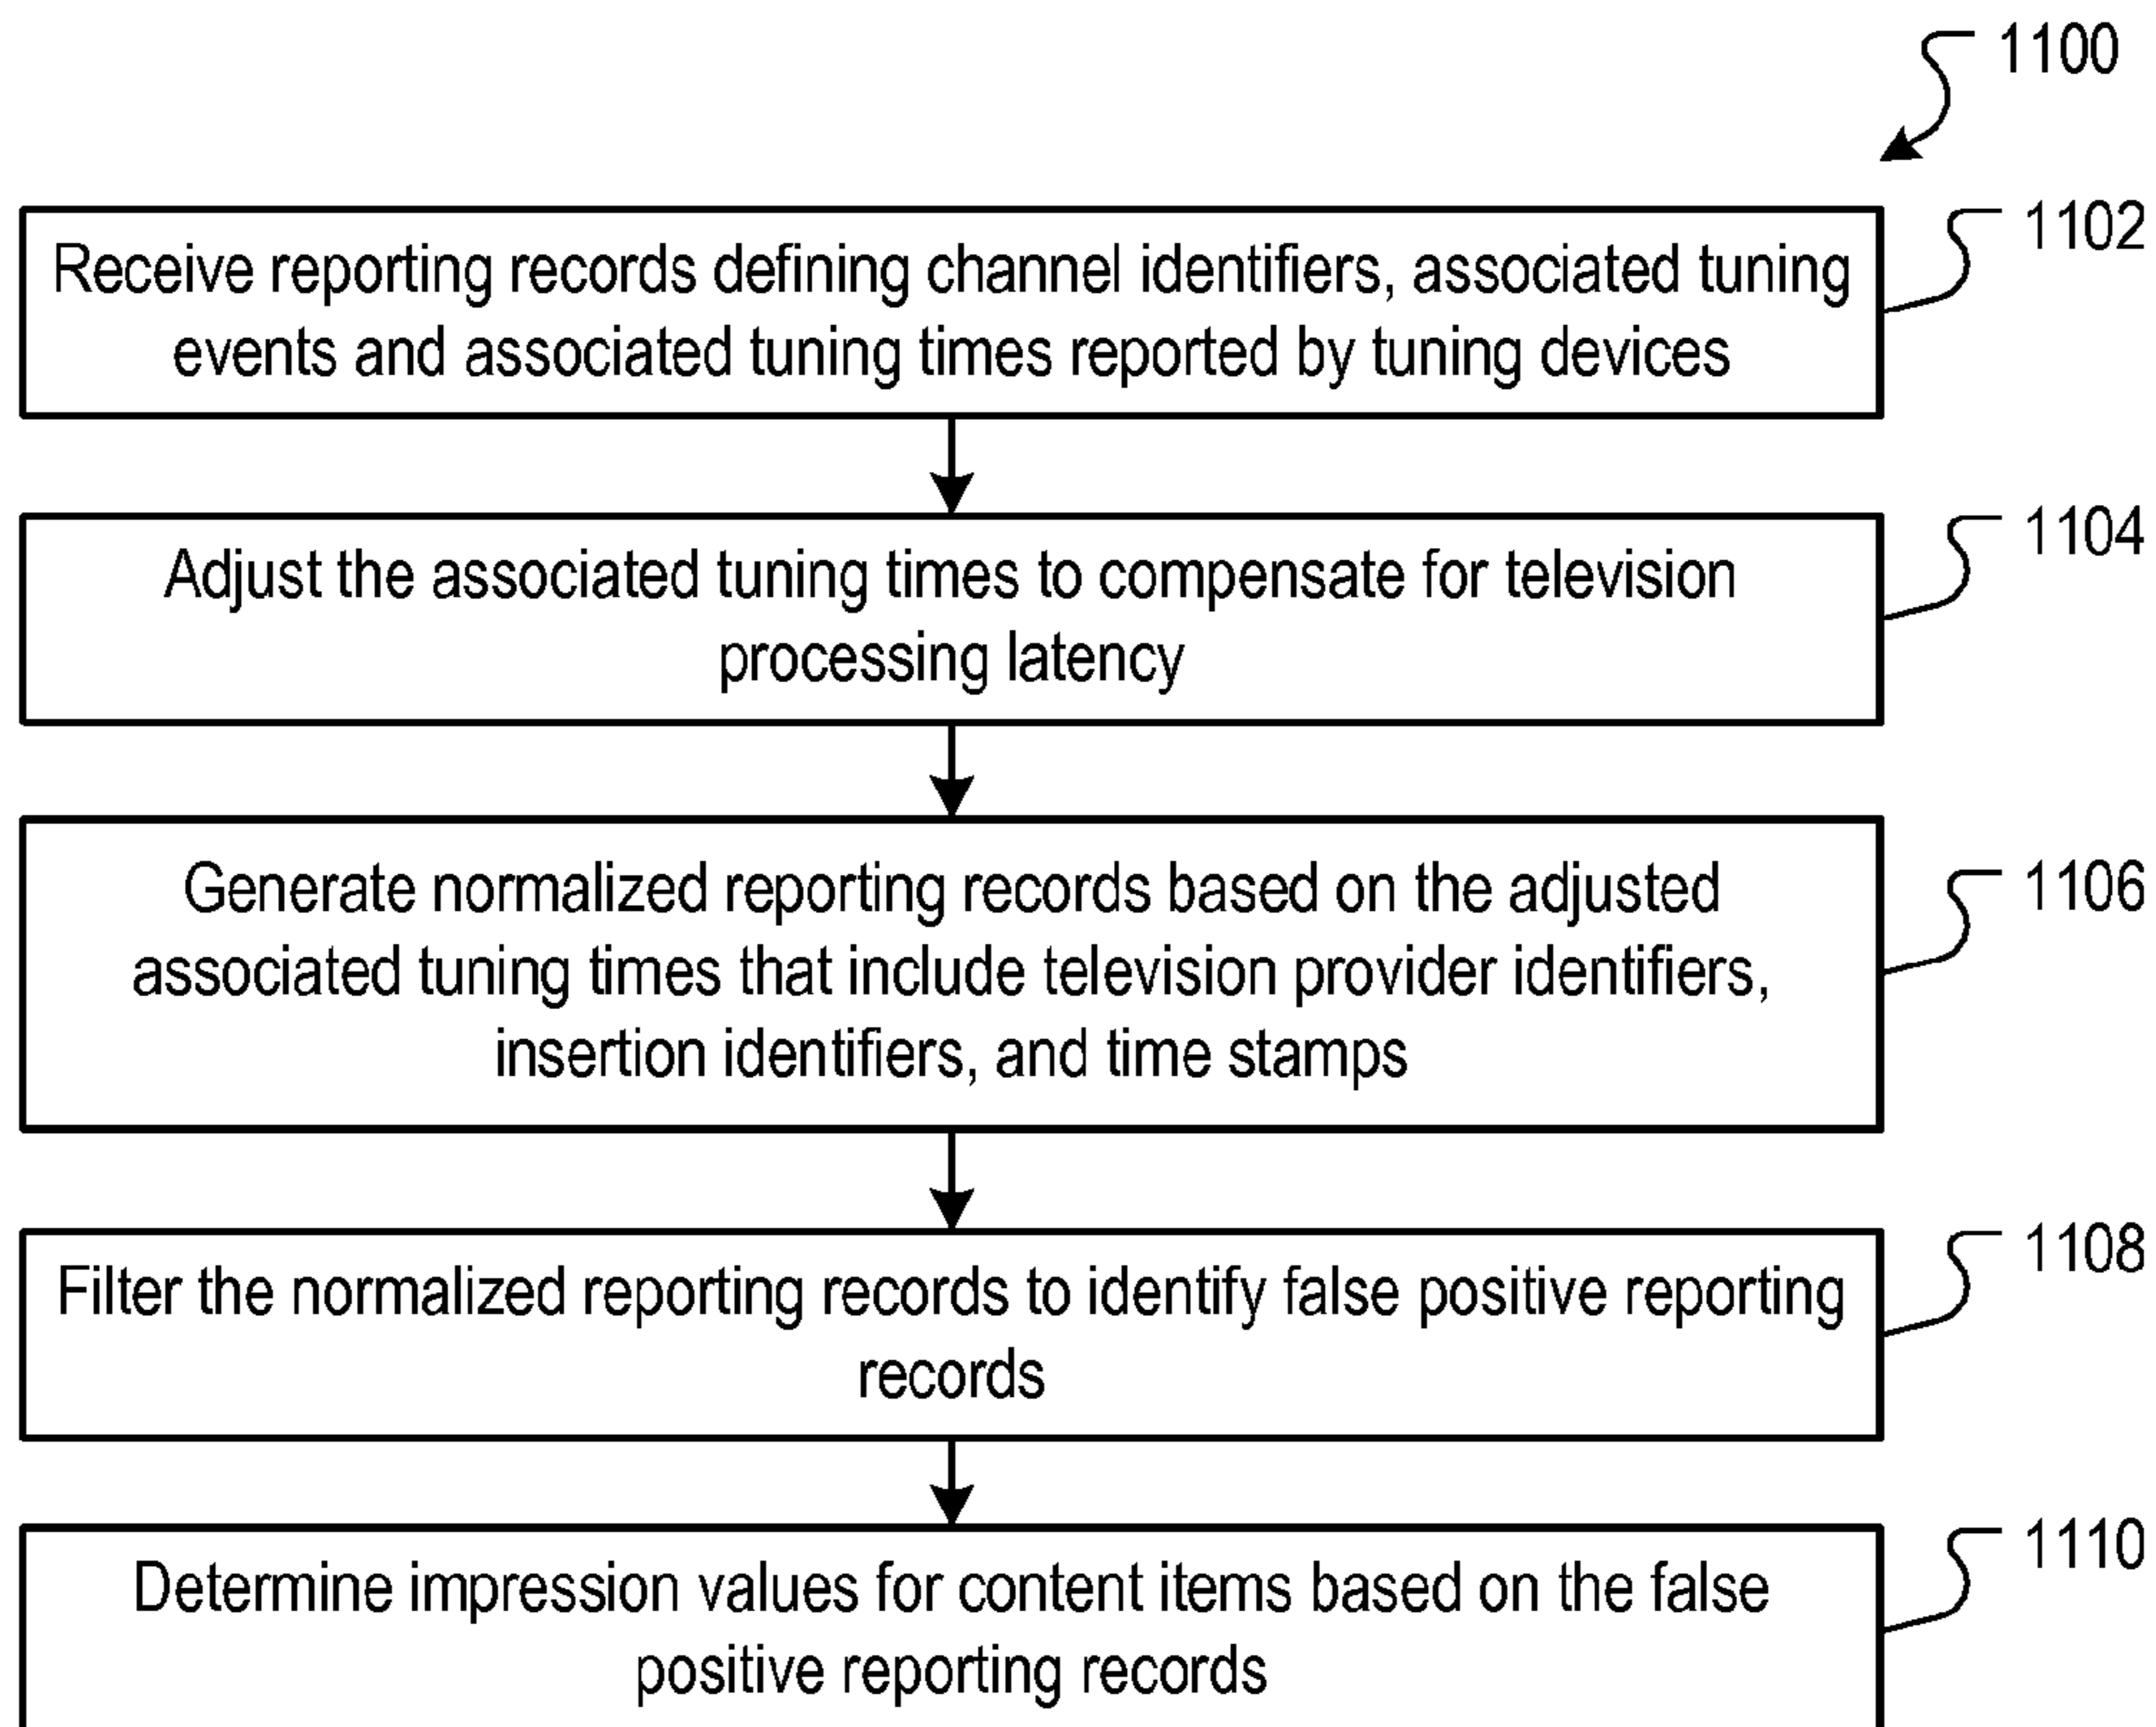 1100
1102
Receive reporting records defining channel identifiers, associated tuning
events and associated tuning times reported by tuning devices
1104
Adjust the associated tuning times to compensate for television
processing latency
1106
Generate normalized reporting records based on the adjusted
associated tuning times that include television provider identifiers,
insertion identifiers, and time stamps
1108
Filter the normalized reporting records to identify false positive reporting
records
1110
Determine impression values for content items based on the false
positive reporting records